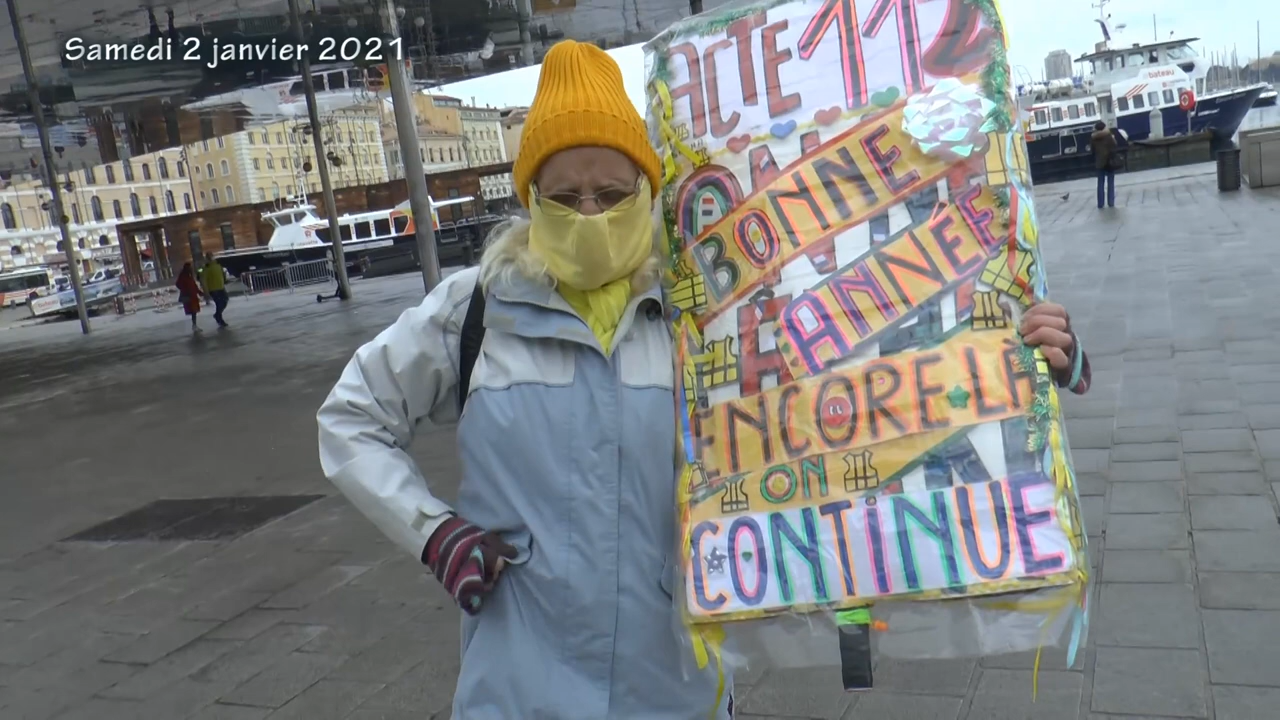 Samedi 2 janvier 2021
ACTE 112
BONNE
ANNÉE
ENCORE LÀ
ON
CONTiNUE
bateau